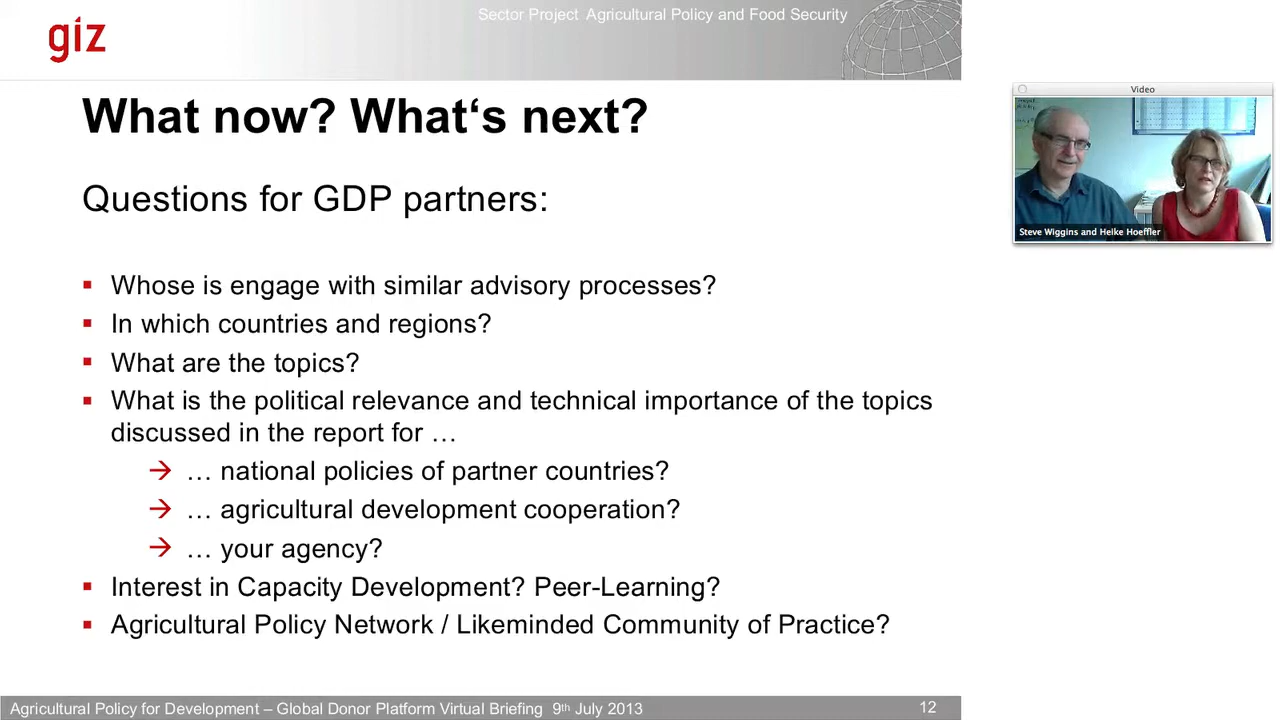 Sector Project Agricultural Policy and Food Security
giz
What now? What‘s next?
Questions for GDP partners:
Whose is engage with similar advisory processes?
In which countries and regions?
What are the topics?
What is the political relevance and technical importance of the topics
discussed in the report for …
→ … national policies of partner countries?
→ … agricultural development cooperation?
→ … your agency?
Interest in Capacity Development? Peer-Learning?
Agricultural Policy Network / Likeminded Community of Practice?
Agricultural Policy for Development – Global Donor Platform Virtual Briefing 9th July 2013
12
Video
Steve Wiggins and Heike Hoeffler